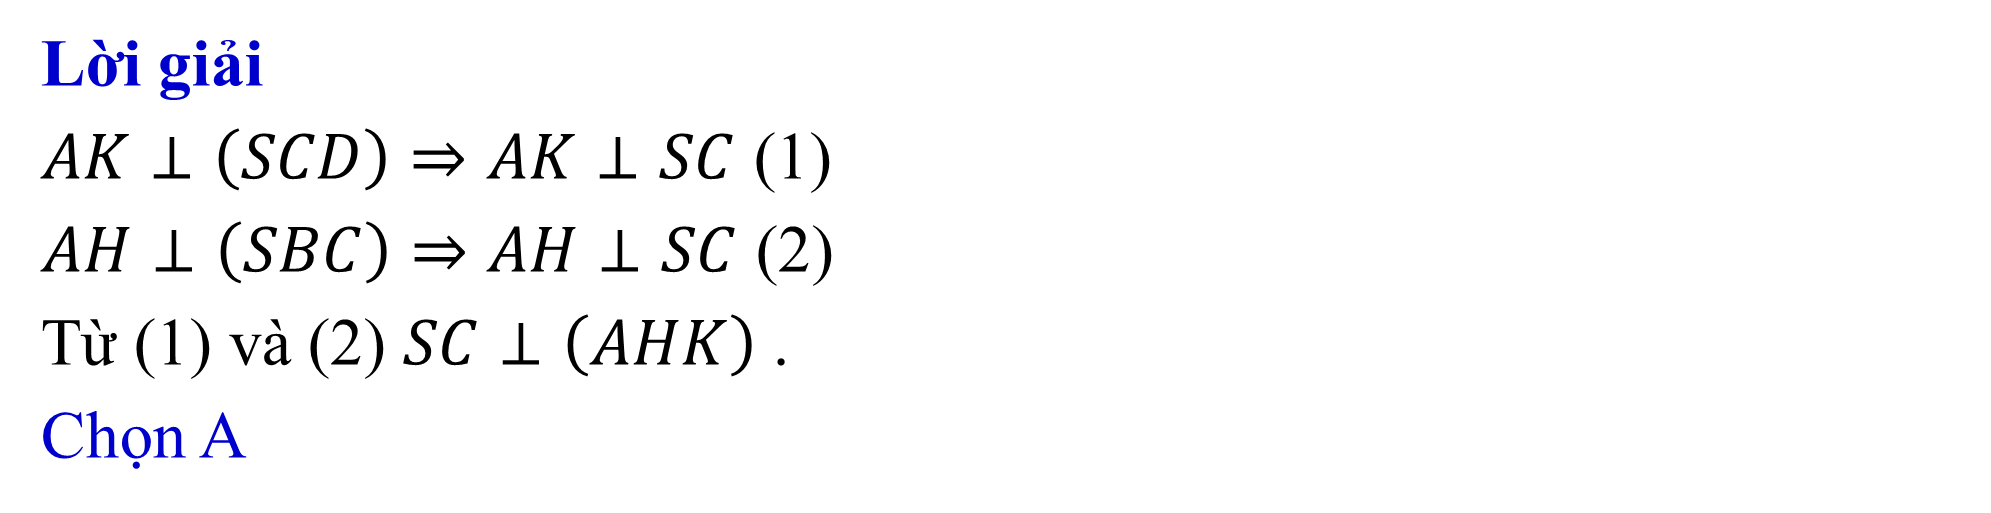 Lời giải
AK ⊥ (SCD) ⇒ AK ⊥ SC (1)
AH ⊥ (SBC) ⇒ AH ⊥ SC (2)
Từ (1) và (2) SC ⊥ (AHK) .
Chọn A